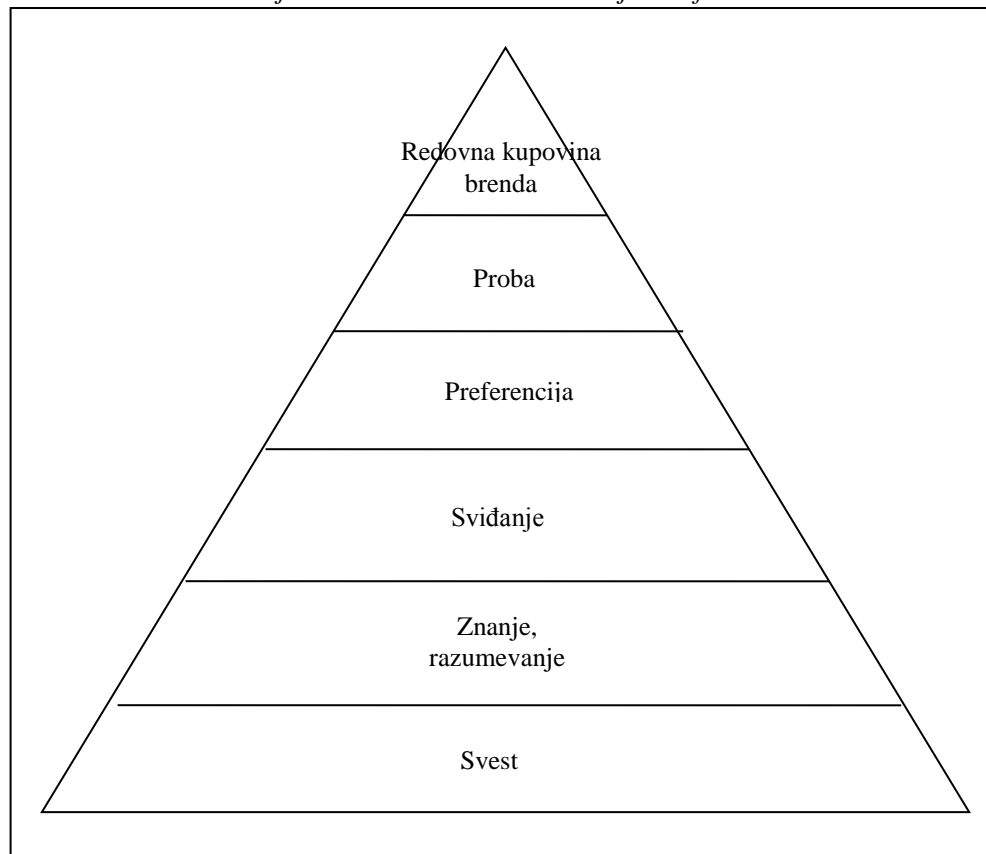 Redovna kupovina
brenda
Proba
Preferencija
Sviđanje
Znanje,
razumevanje
Svest